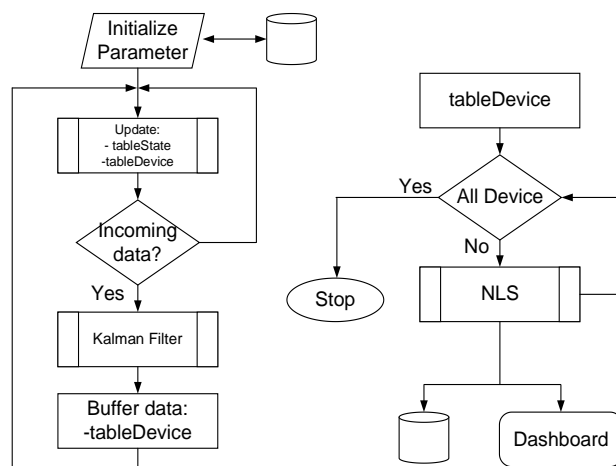 Initialize
Parameter
Update:
- tableState
-tableDevice
Incoming
data?
Yes
Kalman Filter
Buffer data:
-tableDevice
tableDevice
Yes
All Device
No
Stop
NLS
Dashboard